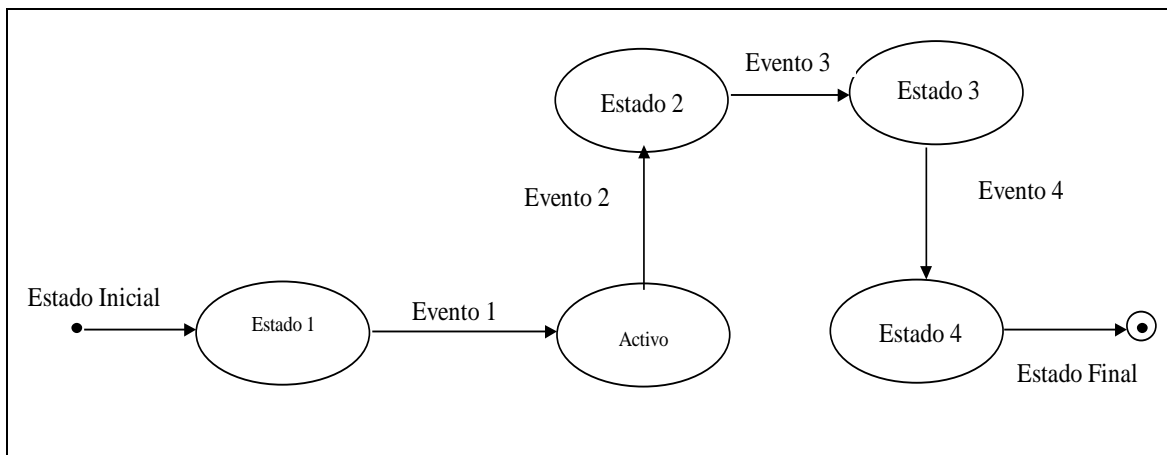 Evento 3
Estado 2
Estado 3
Evento 2
Evento 4
Estado Inicial
Estado 1
Evento 1
Activo
Estado 4
Estado Final